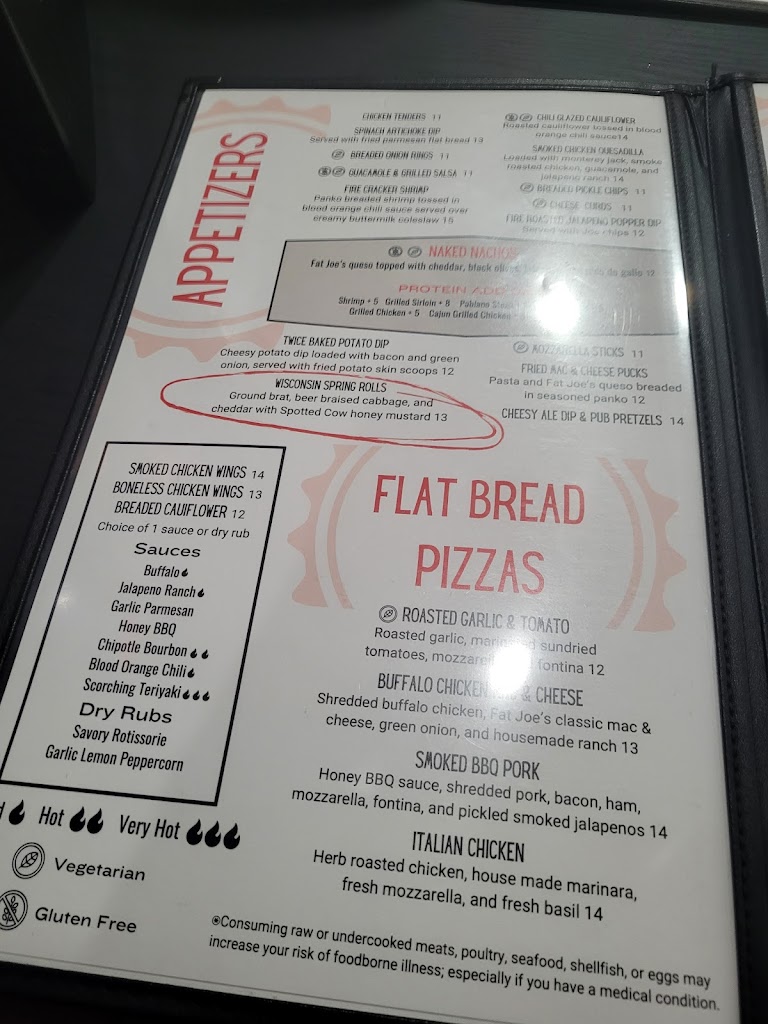 APPETIZERS
CHICKEN TENDERS 11
SPINACH ARTICHOKE DIP
Served with fried parmesan flat bread 13
BREADED ONION RINGS 11
GUACAMOLE & GRILLED SALSA 11
FIRE CRACKER SHRIMP
Panko breaded shrimp tossed in
blood orange chili sauce served over
creamy buttermilk coleslaw 15
CHILI GLAZED CAULIFLOWER
Roasted cauliflower tossed in blood
orange chili sauce14
SMOKED CHICKEN QUESADILLA
Loaded with monterey jack, smoke
roasted chicken, guacamole, and
jalapeno ranch 14
BREADED PICKLE CHIPS 11
CHEESE CURDS 11
FIRE ROASTED JALAPENO POPPER DIP
Served with Joe chips 12
NAKED NACHOS
Fat Joe's queso topped with cheddar, black de gallo 12
PROTEIN ADD
Shrimp + 5 Grilled Sirloin + 8 Poblano
Grilled Chicken + 5 Cajun Grilled Chicken
TWICE BAKED POTATO DIP
Cheesy potato dip loaded with bacon and green
onion, served with fried potato skin scoops 12
WISCONSIN SPRING ROLLS
Ground brat, beer braised cabbage, and
cheddar with Spotted Cow honey mustard 13
MOZZARELLA STICKS 11
FRIED MAC & CHEESE PUCKS
Pasta and Fat Joe's queso breaded
in seasoned panko 12
CHEESY ALE DIP & PUB PRETZELS 14
SMOKED CHICKEN WINGS 14
BONELESS CHICKEN WINGS 13
BREADED CAUIFLOWER 12
Choice of 1 sauce or dry rub
Sauces
Buffalo
Jalapeno Ranch
Garlic Parmesan
Honey BBQ
Chipotle Bourbon
Blood Orange Chili
Scorching Teriyaki
Dry Rubs
Savory Rotisserie
Garlic Lemon Peppercorn
Hot Very Hot
Vegetarian
Gluten Free
FLAT BREAD
PIZZAS
ROASTED GARLIC & TOMATO
Roasted garlic, sundried
tomatoes, fontina 12
BUFFALO CHICKEN & CHEESE
Shredded buffalo chicken, Fat Joe's classic mac &
cheese, green onion, and housemade ranch 13
SMOKED BBQ PORK
Honey BBQ sauce, shredded pork, bacon, ham,
mozzarella, fontina, and pickled smoked jalapenos 14
ITALIAN CHICKEN
Herb roasted chicken, house made marinara,
fresh mozzarella, and fresh basil 14
Consuming raw or undercooked meats, poultry, seafood, shellfish, or eggs may
increase your risk of foodborne illness; especially if you have a medical condition.